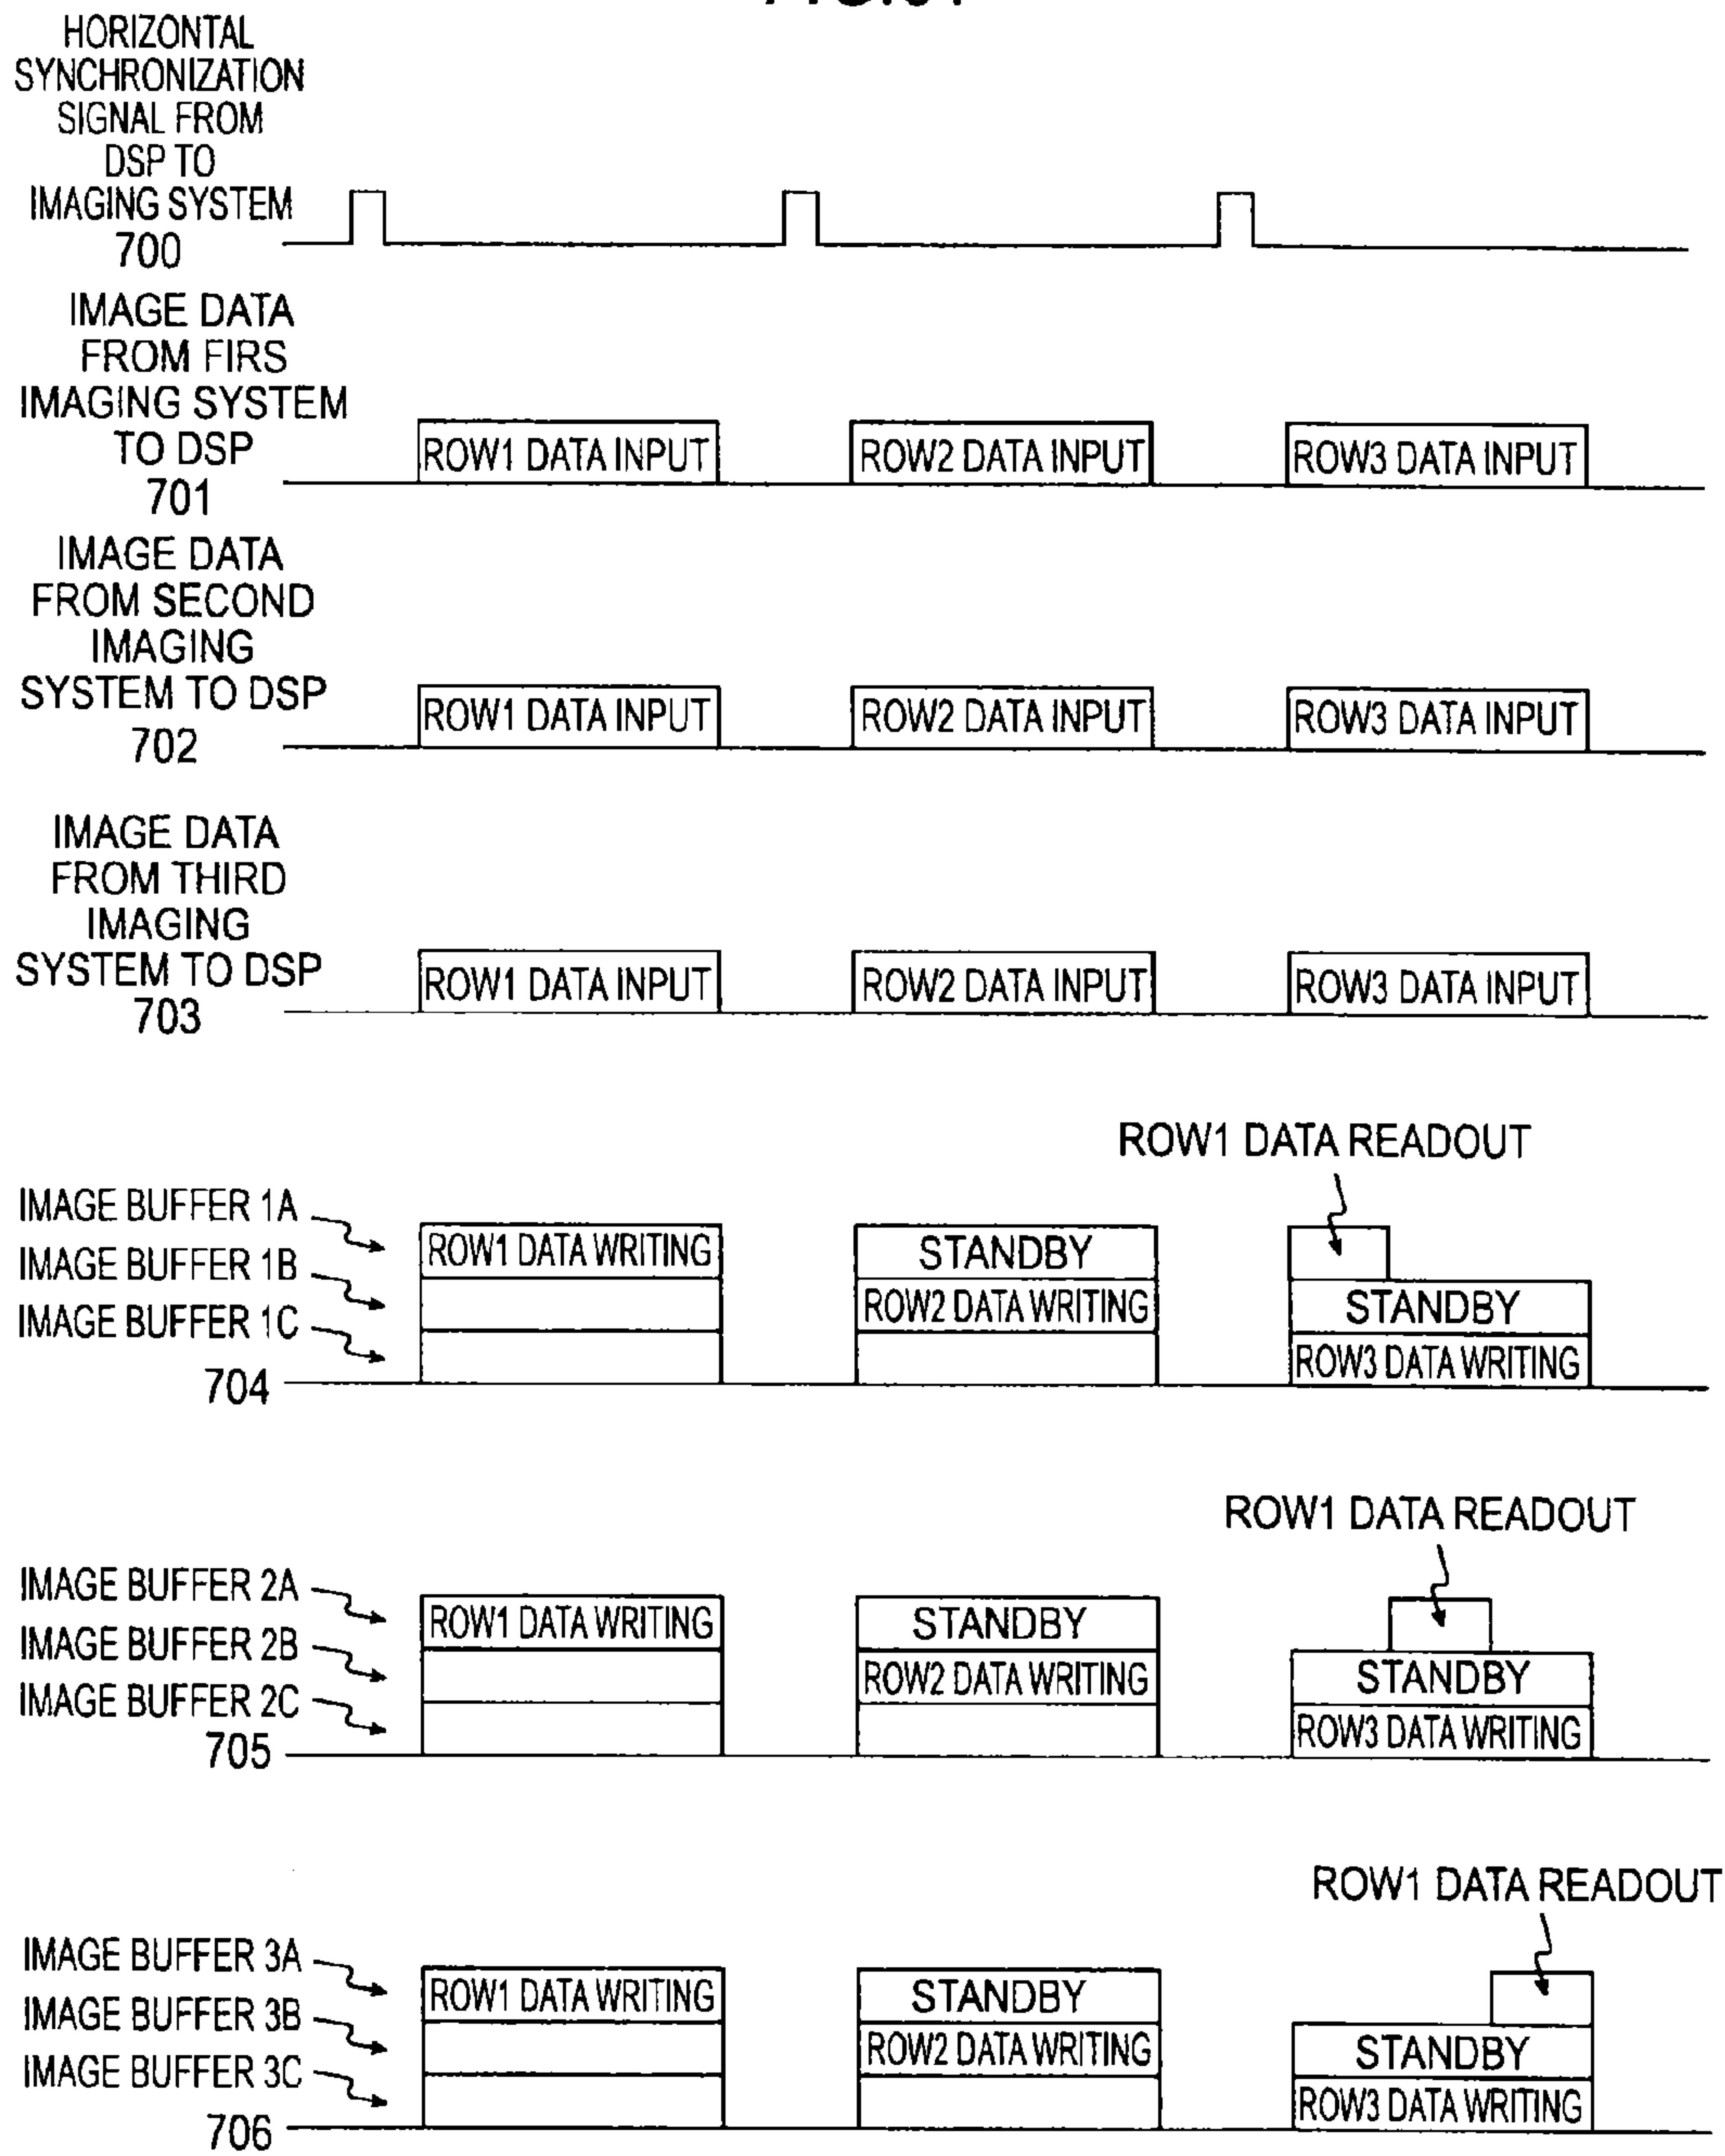 HORIZONTAL
SYNCHRONIZATION
SIGNAL FROM
DSP TO
IMAGING SYSTEM
700
IMAGE DATA
FROM FIRS
IMAGING SYSTEM
TO DSP
701
ROW1 DATA INPUT
ROW2 DATA INPUT
ROW3 DATA INPUT
IMAGE DATA
FROM SECOND
IMAGING
SYSTEM TO DSP
702
ROW1 DATA INPUT
ROW2 DATA INPUT
ROW3 DATA INPUT
IMAGE DATA
FROM THIRD
IMAGING
SYSTEM TO DSP
703
ROW1 DATA INPUT
ROW2 DATA INPUT
ROW3 DATA INPUT
ROW1 DATA READOUT
IMAGE BUFFER 1A
IMAGE BUFFER 1B
IMAGE BUFFER 1C
704
ROW1 DATA WRITING
STANDBY
ROW2 DATA WRITING
STANDBY
ROW3 DATA WRITING
ROW1 DATA READOUT
IMAGE BUFFER 2A
IMAGE BUFFER 2B
IMAGE BUFFER 2C
705
ROW1 DATA WRITING
STANDBY
ROW2 DATA WRITING
STANDBY
ROW3 DATA WRITING
ROW1 DATA READOUT
IMAGE BUFFER 3A
IMAGE BUFFER 3B
IMAGE BUFFER 3C
706
ROW1 DATA WRITING
STANDBY
ROW2 DATA WRITING
STANDBY
ROW3 DATA WRITING